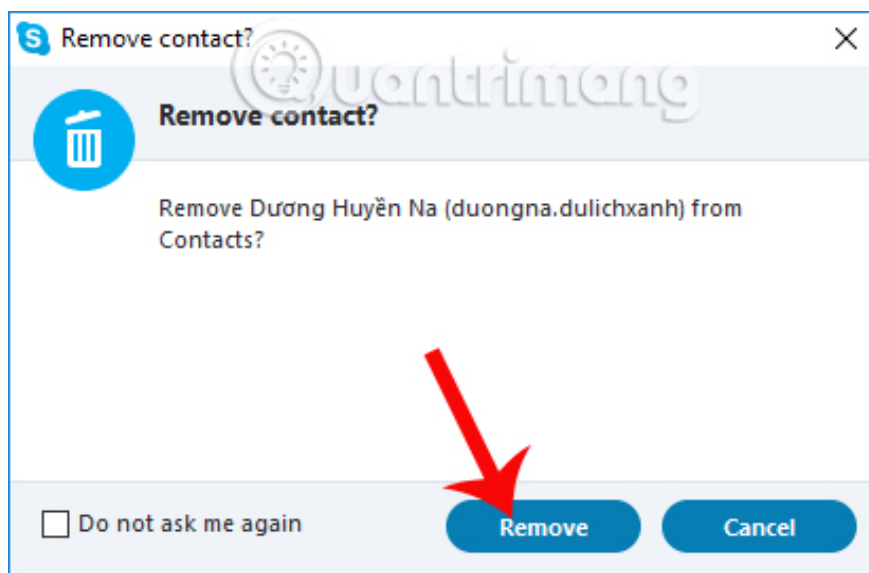 Remove contact?
Quantrimang
Remove contact?
Remove Dương Huyền Na (duongna.dulichxanh) from
Contacts?
Do not ask me again
Remove
Cancel